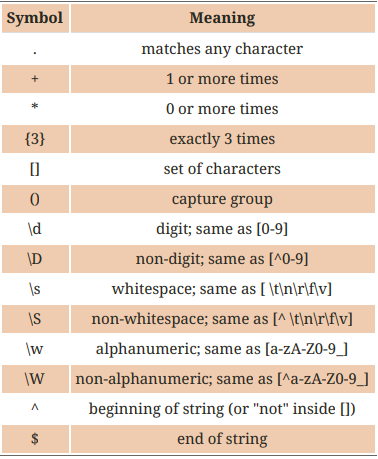 Symbol Meaning
. matches any character
+ 1 or more times
* 0 or more times
{3} exactly 3 times
[] set of characters
() capture group
\d digit; same as [0-9]
\D non-digit; same as [^0-9]
\s whitespace; same as [ \t\n\r\f\v]
\S non-whitespace; same as [^ \t\n\r\f\v]
\w alphanumeric; same as [a-zA-Z0-9_]
\W non-alphanumeric; same as [^a-zA-Z0-9_]
^ beginning of string (or "not" inside [])
$ end of string